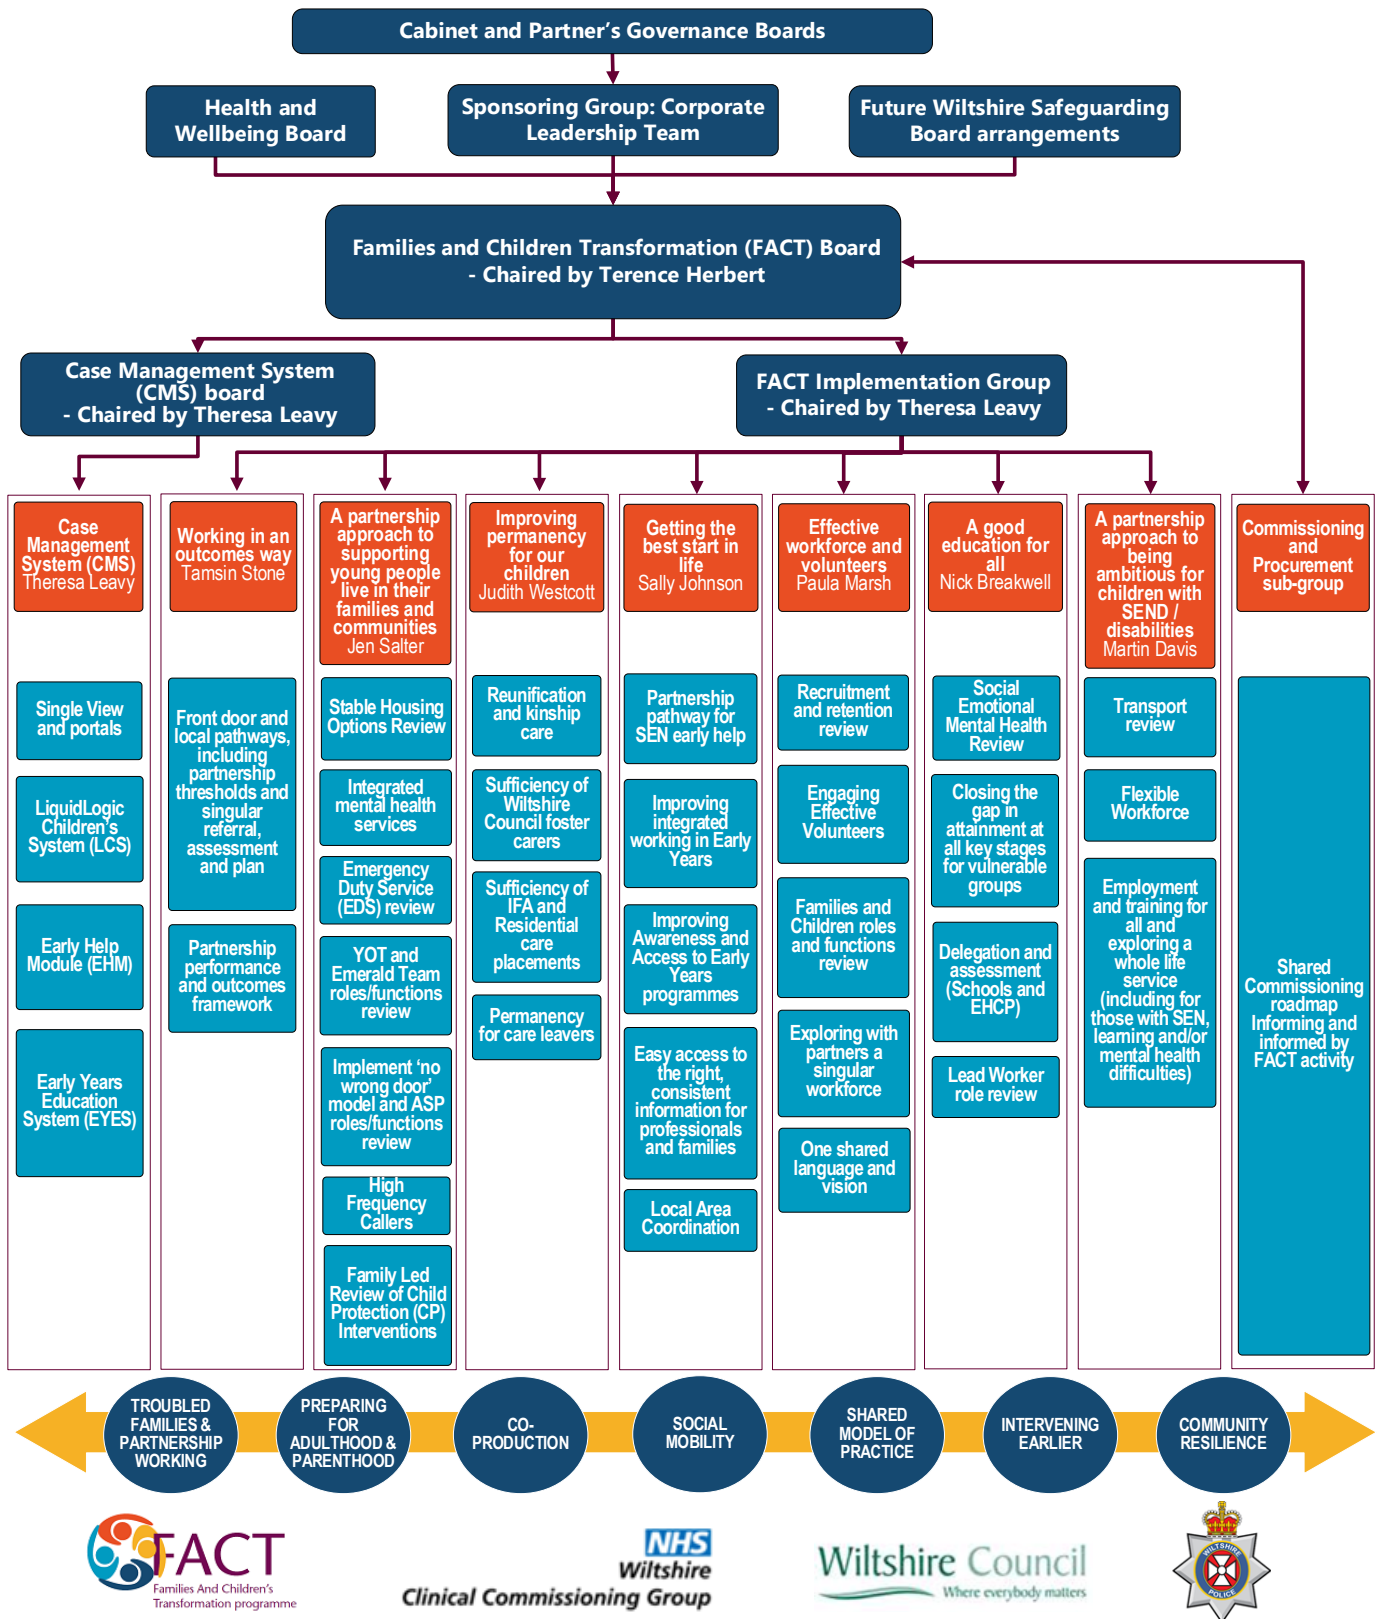 Cabinet and Partner’s Governance Boards
Health and
Wellbeing Board
Sponsoring Group: Corporate
Leadership Team
Future Wiltshire Safeguarding
Board arrangements
Families and Children Transformation (FACT) Board
- Chaired by Terence Herbert
Case Management System
(CMS) board
- Chaired by Theresa Leavy
FACT Implementation Group
- Chaired by Theresa Leavy
Case
Management
System (CMS)
Theresa Leavy
Single View
and portals
LiquidLogic
Children’s
System (LCS)
Early Help
Module (EHM)
Early Years
Education
System (EYES)
Working in an
outcomes way
Tamsin Stone
Front door and
local pathways,
including
partnership
thresholds and
singular
referral,
assessment
and plan
Partnership
performance
and outcomes
framework
A partnership
approach to
supporting
young people
live in their
families and
communities
Jen Salter
Stable Housing
Options Review
Integrated
mental health
services
Emergency
Duty Service
(EDS) review
YOT and
Emerald Team
roles/functions
review
Implement ‘no
wrong door’
model and ASP
roles/functions
review
High
Frequency
Callers
Family Led
Review of Child
Protection (CP)
Interventions
Improving
permanency
for our
children
Judith Westcott
Reunification
and kinship
care
Sufficiency of
Wiltshire
Council foster
carers
Sufficiency of
IFA and
Residential
care
placements
Permanency
for care leavers
Getting the
best start in
life
Sally Johnson
Partnership
pathway for
SEN early help
Improving
integrated
working in Early
Years
Improving
Awareness and
Access to Early
Years
programmes
Easy access to
the right,
consistent
information for
professionals
and families
Local Area
Coordination
Effective
workforce and
volunteers
Paula Marsh
Recruitment
and retention
review
Engaging
Effective
Volunteers
Families and
Children roles
and functions
review
Exploring with
partners a
singular
workforce
One shared
language and
vision
A good
education for
all
Nick Breakwell
Social
Emotional
Mental Health
Review
Closing the
gap in
attainment at
all key stages
for vulnerable
groups
Delegation and
assessment
(Schools and
EHCP)
Lead Worker
role review
A partnership
approach to
being
ambitious for
children with
SEND /
disabilities
Martin Davis
Transport
review
Flexible
Workforce
Employment
and training for
all and
exploring a
whole life
service
(including for
those with SEN,
learning and/or
mental health
difficulties)
Commissioning
and
Procurement
sub-group
Shared
Commissioning
roadmap
Informing and
informed by
FACT activity
TROUBLED
FAMILIES &
PARTNERSHIP
WORKING
PREPARING
FOR
ADULTHOOD &
PARENTHOOD
CO-
PRODUCTION
SOCIAL
MOBILITY
SHARED
MODEL OF
PRACTICE
INTERVENING
EARLIER
COMMUNITY
RESILIENCE
FACT
Families And Children’s
Transformation programme
NHS
Wiltshire
Clinical Commissioning Group
Wiltshire Council
Where everybody matters
WILTSHIRE
POLICE